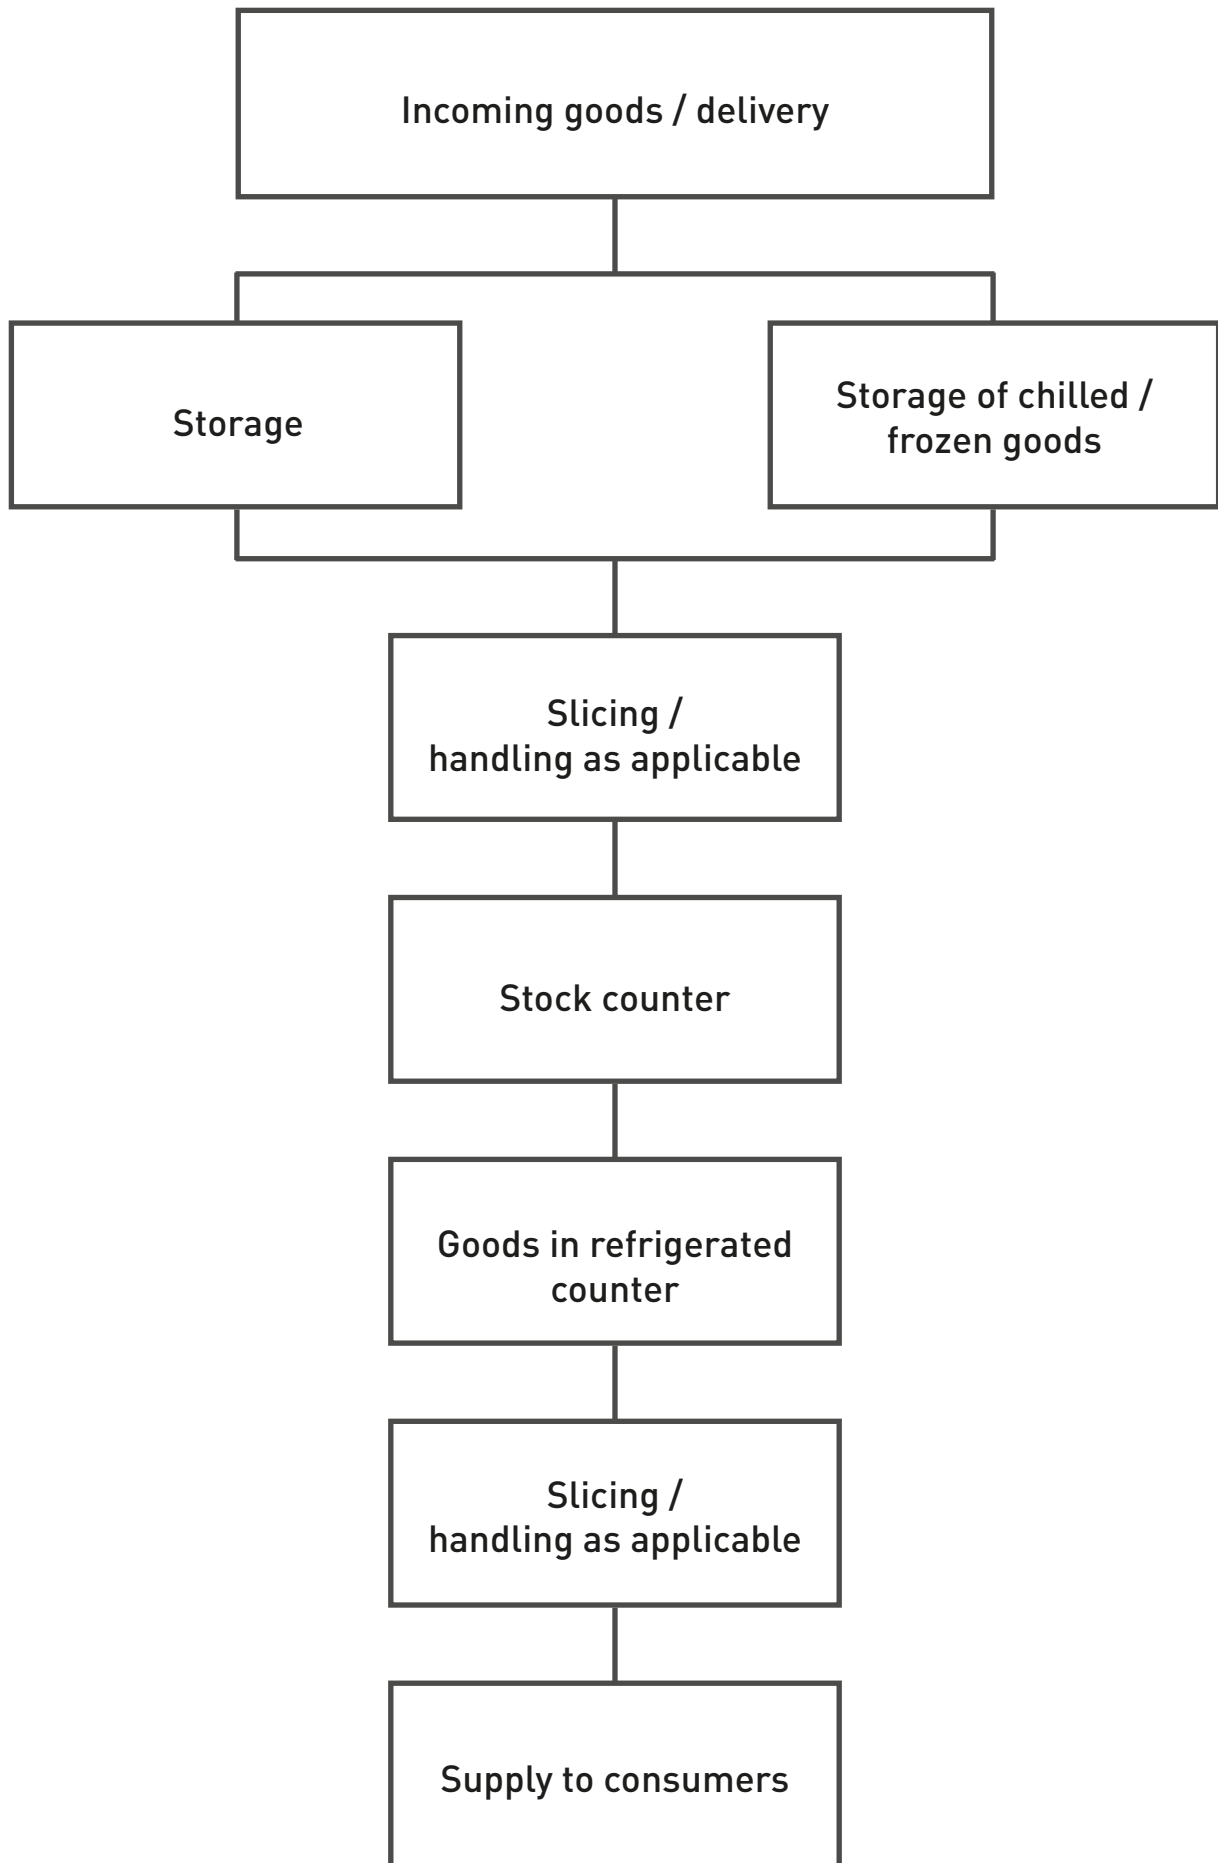 Incoming goods / delivery
Storage
Storage of chilled /
frozen goods
Slicing /
handling as applicable
Stock counter
Goods in refrigerated
counter
Slicing /
handling as applicable
Supply to consumers